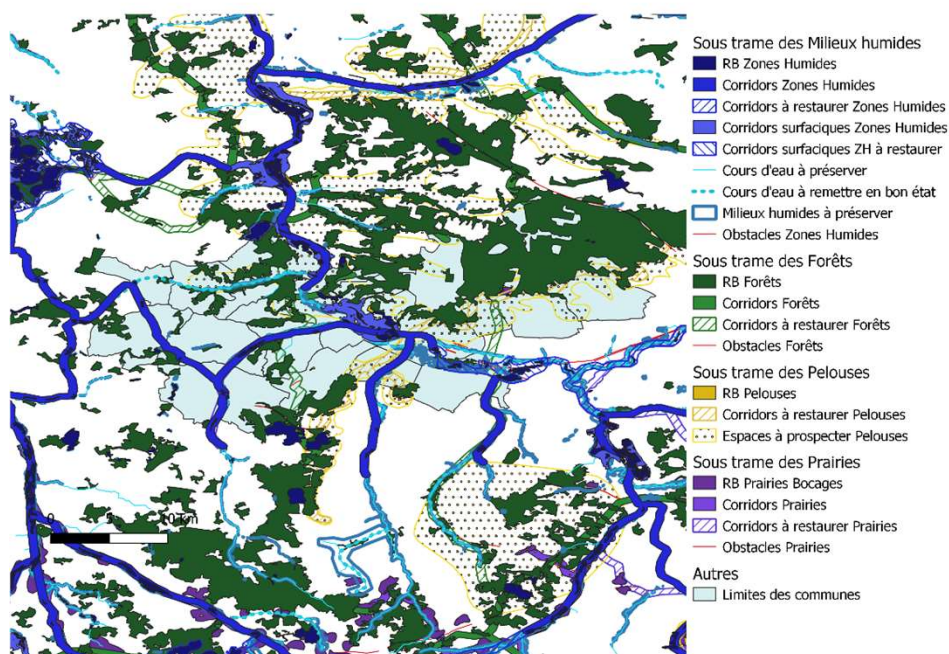 Sous trame des Milieux humides
RB Zones Humides
Corridors Zones Humides
Corridors à restaurer Zones Humides
Corridors surfaciques Zones Humides
Corridors surfaciques ZH à restaurer
Cours d'eau à préserver
Cours d'eau à remettre en bon état
Milieux humides à préserver
Obstacles Zones Humides
Sous trame des Forêts
RB Forêts
Corridors Forêts
Corridors à restaurer Forêts
Obstacles Forêts
Sous trame des Pelouses
RB Pelouses
Corridors à restaurer Pelouses
Espaces à prospecter Pelouses
Sous trame des Prairies
RB Prairies Bocages
Corridors Prairies
Corridors à restaurer Prairies
Obstacles Prairies
Autres
Limites des communes
0
10 Km